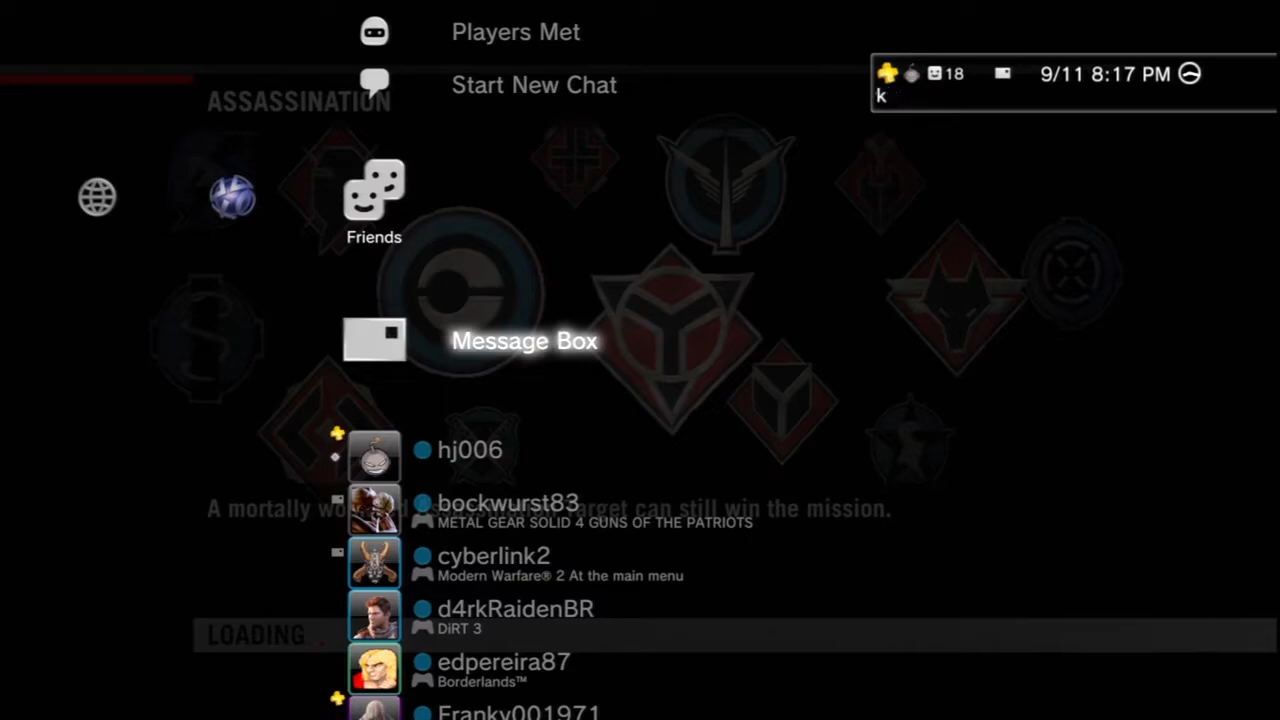 Players Met
Start New Chat
18
9/11 8:17 PM
k
ASSASSINATION
Friends
Message Box
hj006
bockwurst83
METAL GEAR SOLID 4 GUNS OF THE PATRIOTS
A mortally target can still win the mission.
cyberlink2
Modern Warfare® 2 At the main menu
d4rkRaidenBR
DiRT 3
LOADING
edpereira87
Borderlands™
Franky001971